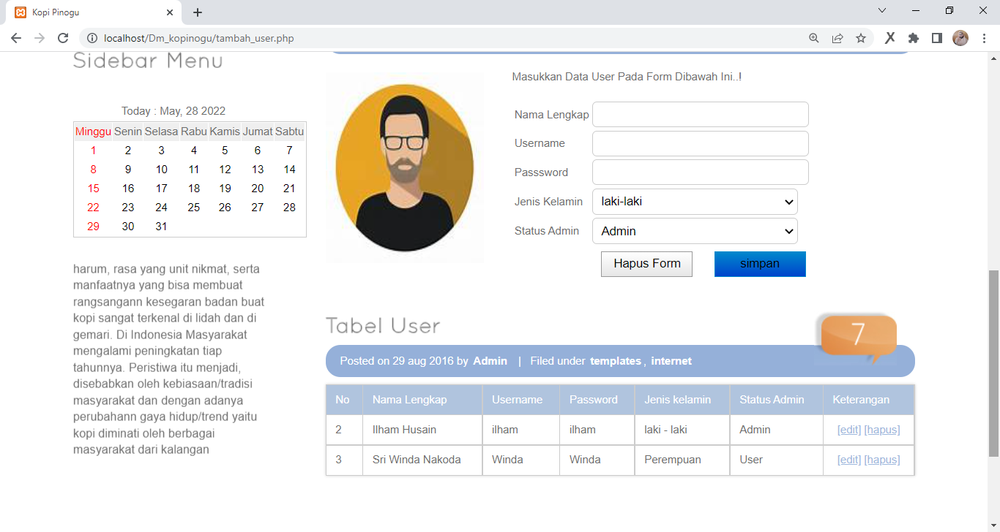 Kopi Pinogu
localhost/Dm_kopinogu/tambah_user.php
Sidebar Menu
Today : May, 28 2022
Minggu Senin Selasa Rabu Kamis Jumat Sabtu
1 2 3 4 5 6 7
8 9 10 11 12 13 14
15 16 17 18 19 20 21
22 23 24 25 26 27 28
29 30 31
harum, rasa yang unit nikmat, serta
manfaatnya yang bisa membuat
rangsangann kesegaran badan buat
kopi sangat terkenal di lidah dan di
gemari. Di Indonesia Masyarakat
mengalami peningkatan tiap
tahunnya. Peristiwa itu menjadi,
disebabkan oleh kebiasaan/tradisi
masyarakat dan dengan adanya
perubahann gaya hidup/trend yaitu
kopi diminati oleh berbagai
masyarakat dari kalangan
Masukkan Data User Pada Form Dibawah Ini..!
Nama Lengkap
Username
Passsword
Jenis Kelamin laki-laki
Status Admin Admin
Hapus Form simpan
Tabel User
7
Posted on 29 aug 2016 by Admin | Filed under templates , internet
No Nama Lengkap Username Password Jenis kelamin Status Admin Keterangan
2 Ilham Husain ilham ilham laki - laki Admin [edit] [hapus]
3 Sri Winda Nakoda Winda Winda Perempuan User [edit] [hapus]